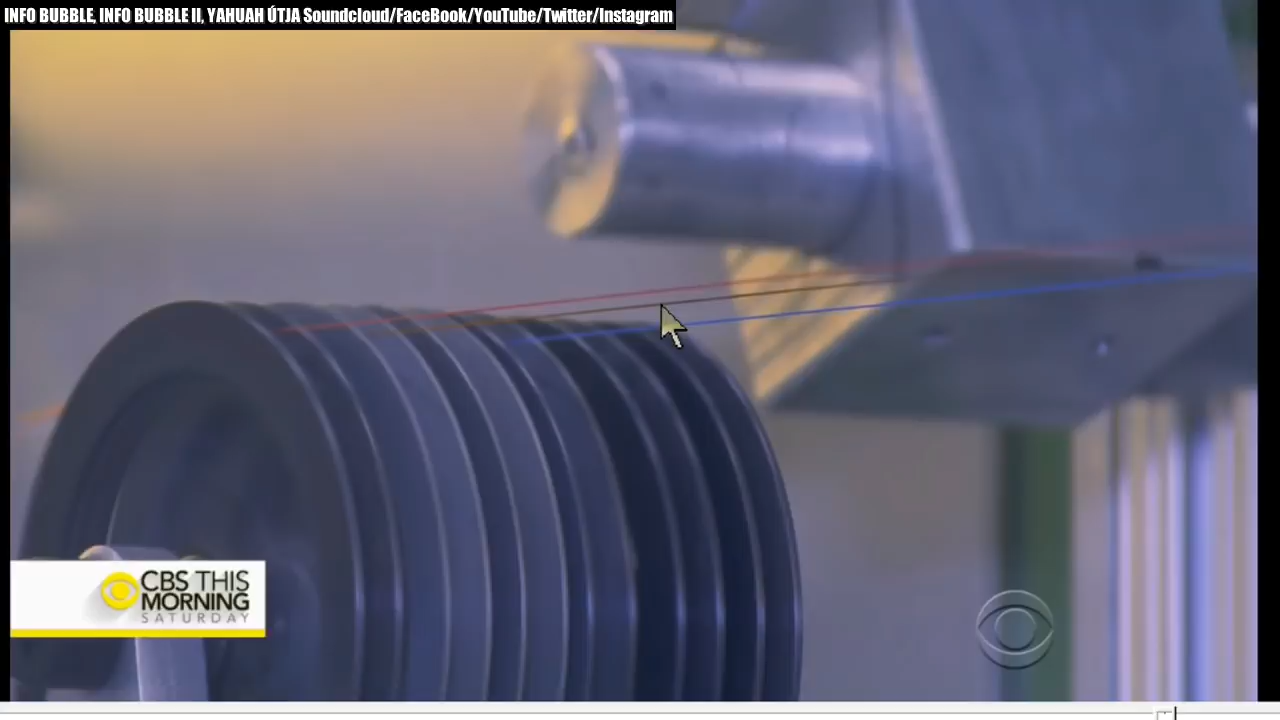 INFO BUBBLE, INFO BUBBLE II, YAHUAH ÚTJA Soundcloud/FaceBook/YouTube/Twitter/Instagram
CBS THIS
MORNING
SATURDAY